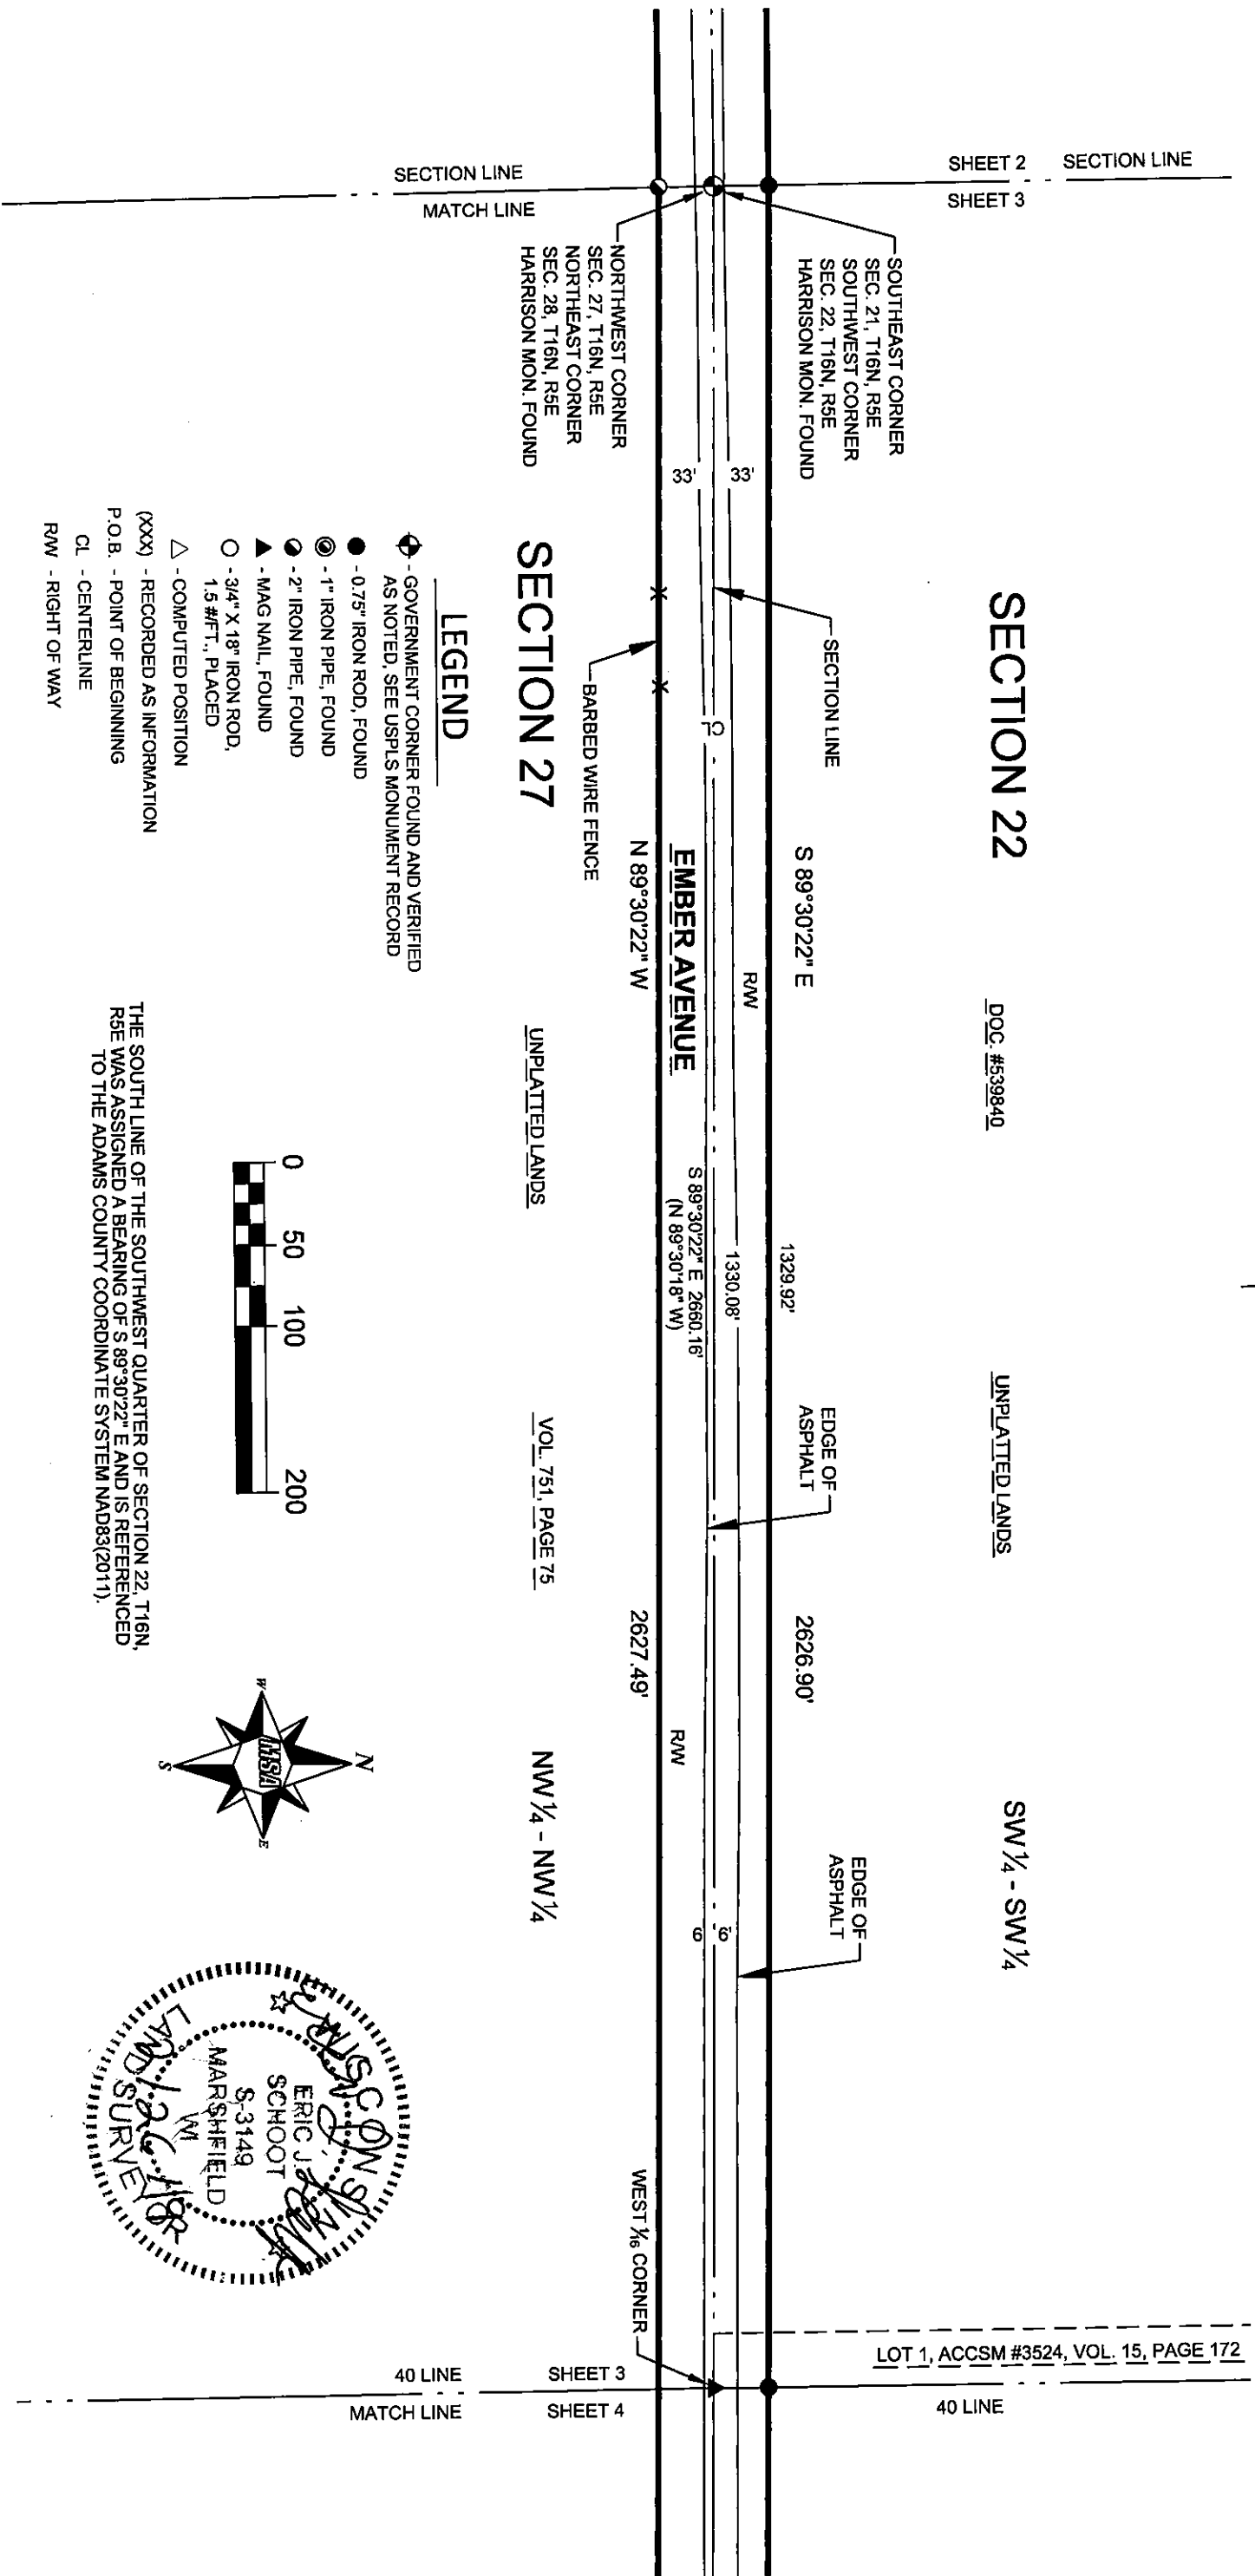 SECTION LINE
MATCH LINE
SHEET 2
SECTION LINE
SHEET 3
SOUTHEAST CORNER
SEC. 21, T16N, R5E
SOUTHWEST CORNER
SEC. 22, T16N, R5E
HARRISON MON. FOUND
NORTHWEST CORNER
SEC. 27, T16N, R5E
NORTHEAST CORNER
SEC. 28, T16N, R5E
HARRISON MON. FOUND
SECTION 22
DOC. #539840
UNPLATTED LANDS
SW¼ - SW¼
SECTION LINE
33'
33'
CL
S 89°30'22" E
1329.92'
2626.90'
R/W
1330.08'
EDGE OF
ASPHALT
EDGE OF
ASPHALT
EMBER AVENUE
S 89°30'22" E 2660.16'
(N 89°30'18" W)
6'
6
N 89°30'22" W
2627.49'
R/W
WEST 1⁄16 CORNER
BARBED WIRE FENCE
X
X
SECTION 27
UNPLATTED LANDS
VOL. 751, PAGE 75
NW¼ - NW¼
LEGEND
- GOVERNMENT CORNER FOUND AND VERIFIED
AS NOTED, SEE USPLS MONUMENT RECORD
- 0.75" IRON ROD, FOUND
- 1" IRON PIPE, FOUND
- 2" IRON PIPE, FOUND
- MAG NAIL, FOUND
- 3/4" X 18" IRON ROD,
1.5 #/FT., PLACED
- COMPUTED POSITION
(XXX) - RECORDED AS INFORMATION
P.O.B. - POINT OF BEGINNING
CL - CENTERLINE
R/W - RIGHT OF WAY
0 50 100 200
THE SOUTH LINE OF THE SOUTHWEST QUARTER OF SECTION 22, T16N,
R5E WAS ASSIGNED A BEARING OF S 89°30'22" E AND IS REFERENCED
TO THE ADAMS COUNTY COORDINATE SYSTEM NAD83(2011).
N
W
MSA
E
S
WISCONSIN
ERIC J.
SCHOOT
S-3149
MARSHFIELD
WI
LAND SURVEYOR
LOT 1, ACCSM #3524, VOL. 15, PAGE 172
40 LINE
SHEET 3
MATCH LINE
SHEET 4
40 LINE